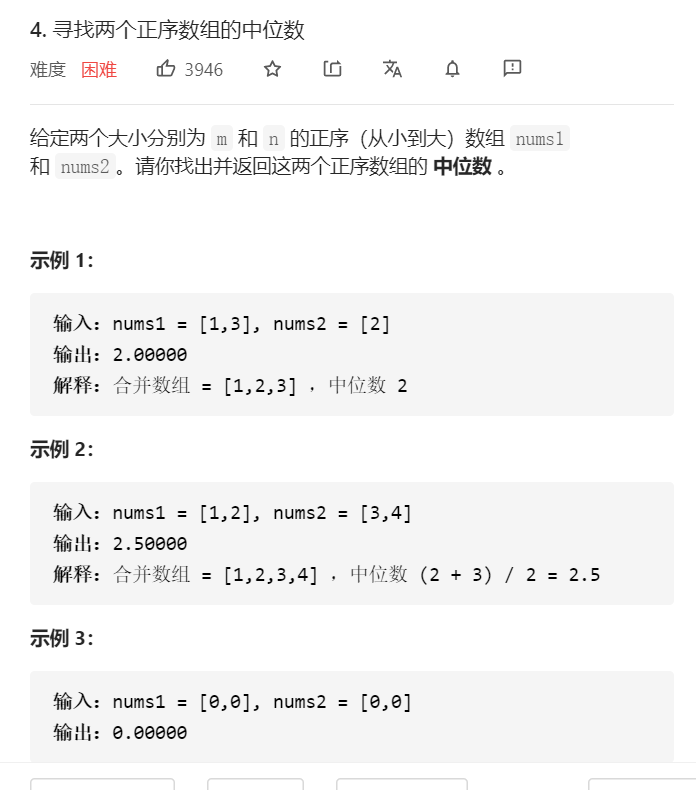 4. 寻找两个正序数组的中位数
难度 困难 3946
给定两个大小分别为 m 和 n 的正序（从小到大）数组 nums1
和 nums2。请你找出并返回这两个正序数组的 中位数 。
示例 1：
输入：nums1 = [1,3], nums2 = [2]
输出：2.00000
解释：合并数组 = [1,2,3] ，中位数 2
示例 2：
输入：nums1 = [1,2], nums2 = [3,4]
输出：2.50000
解释：合并数组 = [1,2,3,4] ，中位数 (2 + 3) / 2 = 2.5
示例 3：
输入：nums1 = [0,0], nums2 = [0,0]
输出：0.00000